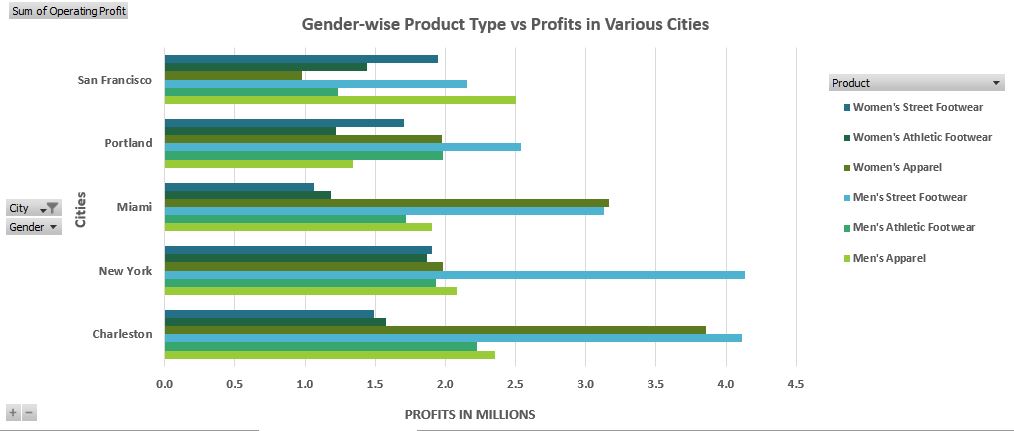 Sum of Operating Profit
Gender-wise Product Type vs Profits in Various Cities
San Francisco
Portland
Miami
New York
Charleston
Cities
City
Gender
0.0 0.5 1.0 1.5 2.0 2.5 3.0 3.5 4.0 4.5
PROFITS IN MILLIONS
Product
Women's Street Footwear
Women's Athletic Footwear
Women's Apparel
Men's Street Footwear
Men's Athletic Footwear
Men's Apparel
+ −